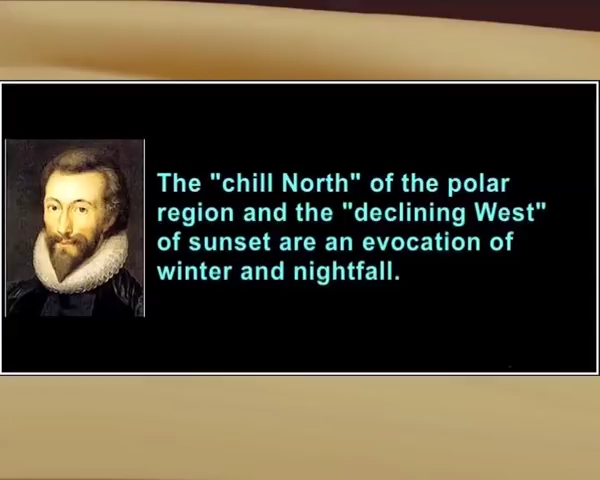 The "chill North" of the polar
region and the "declining West"
of sunset are an evocation of
winter and nightfall.